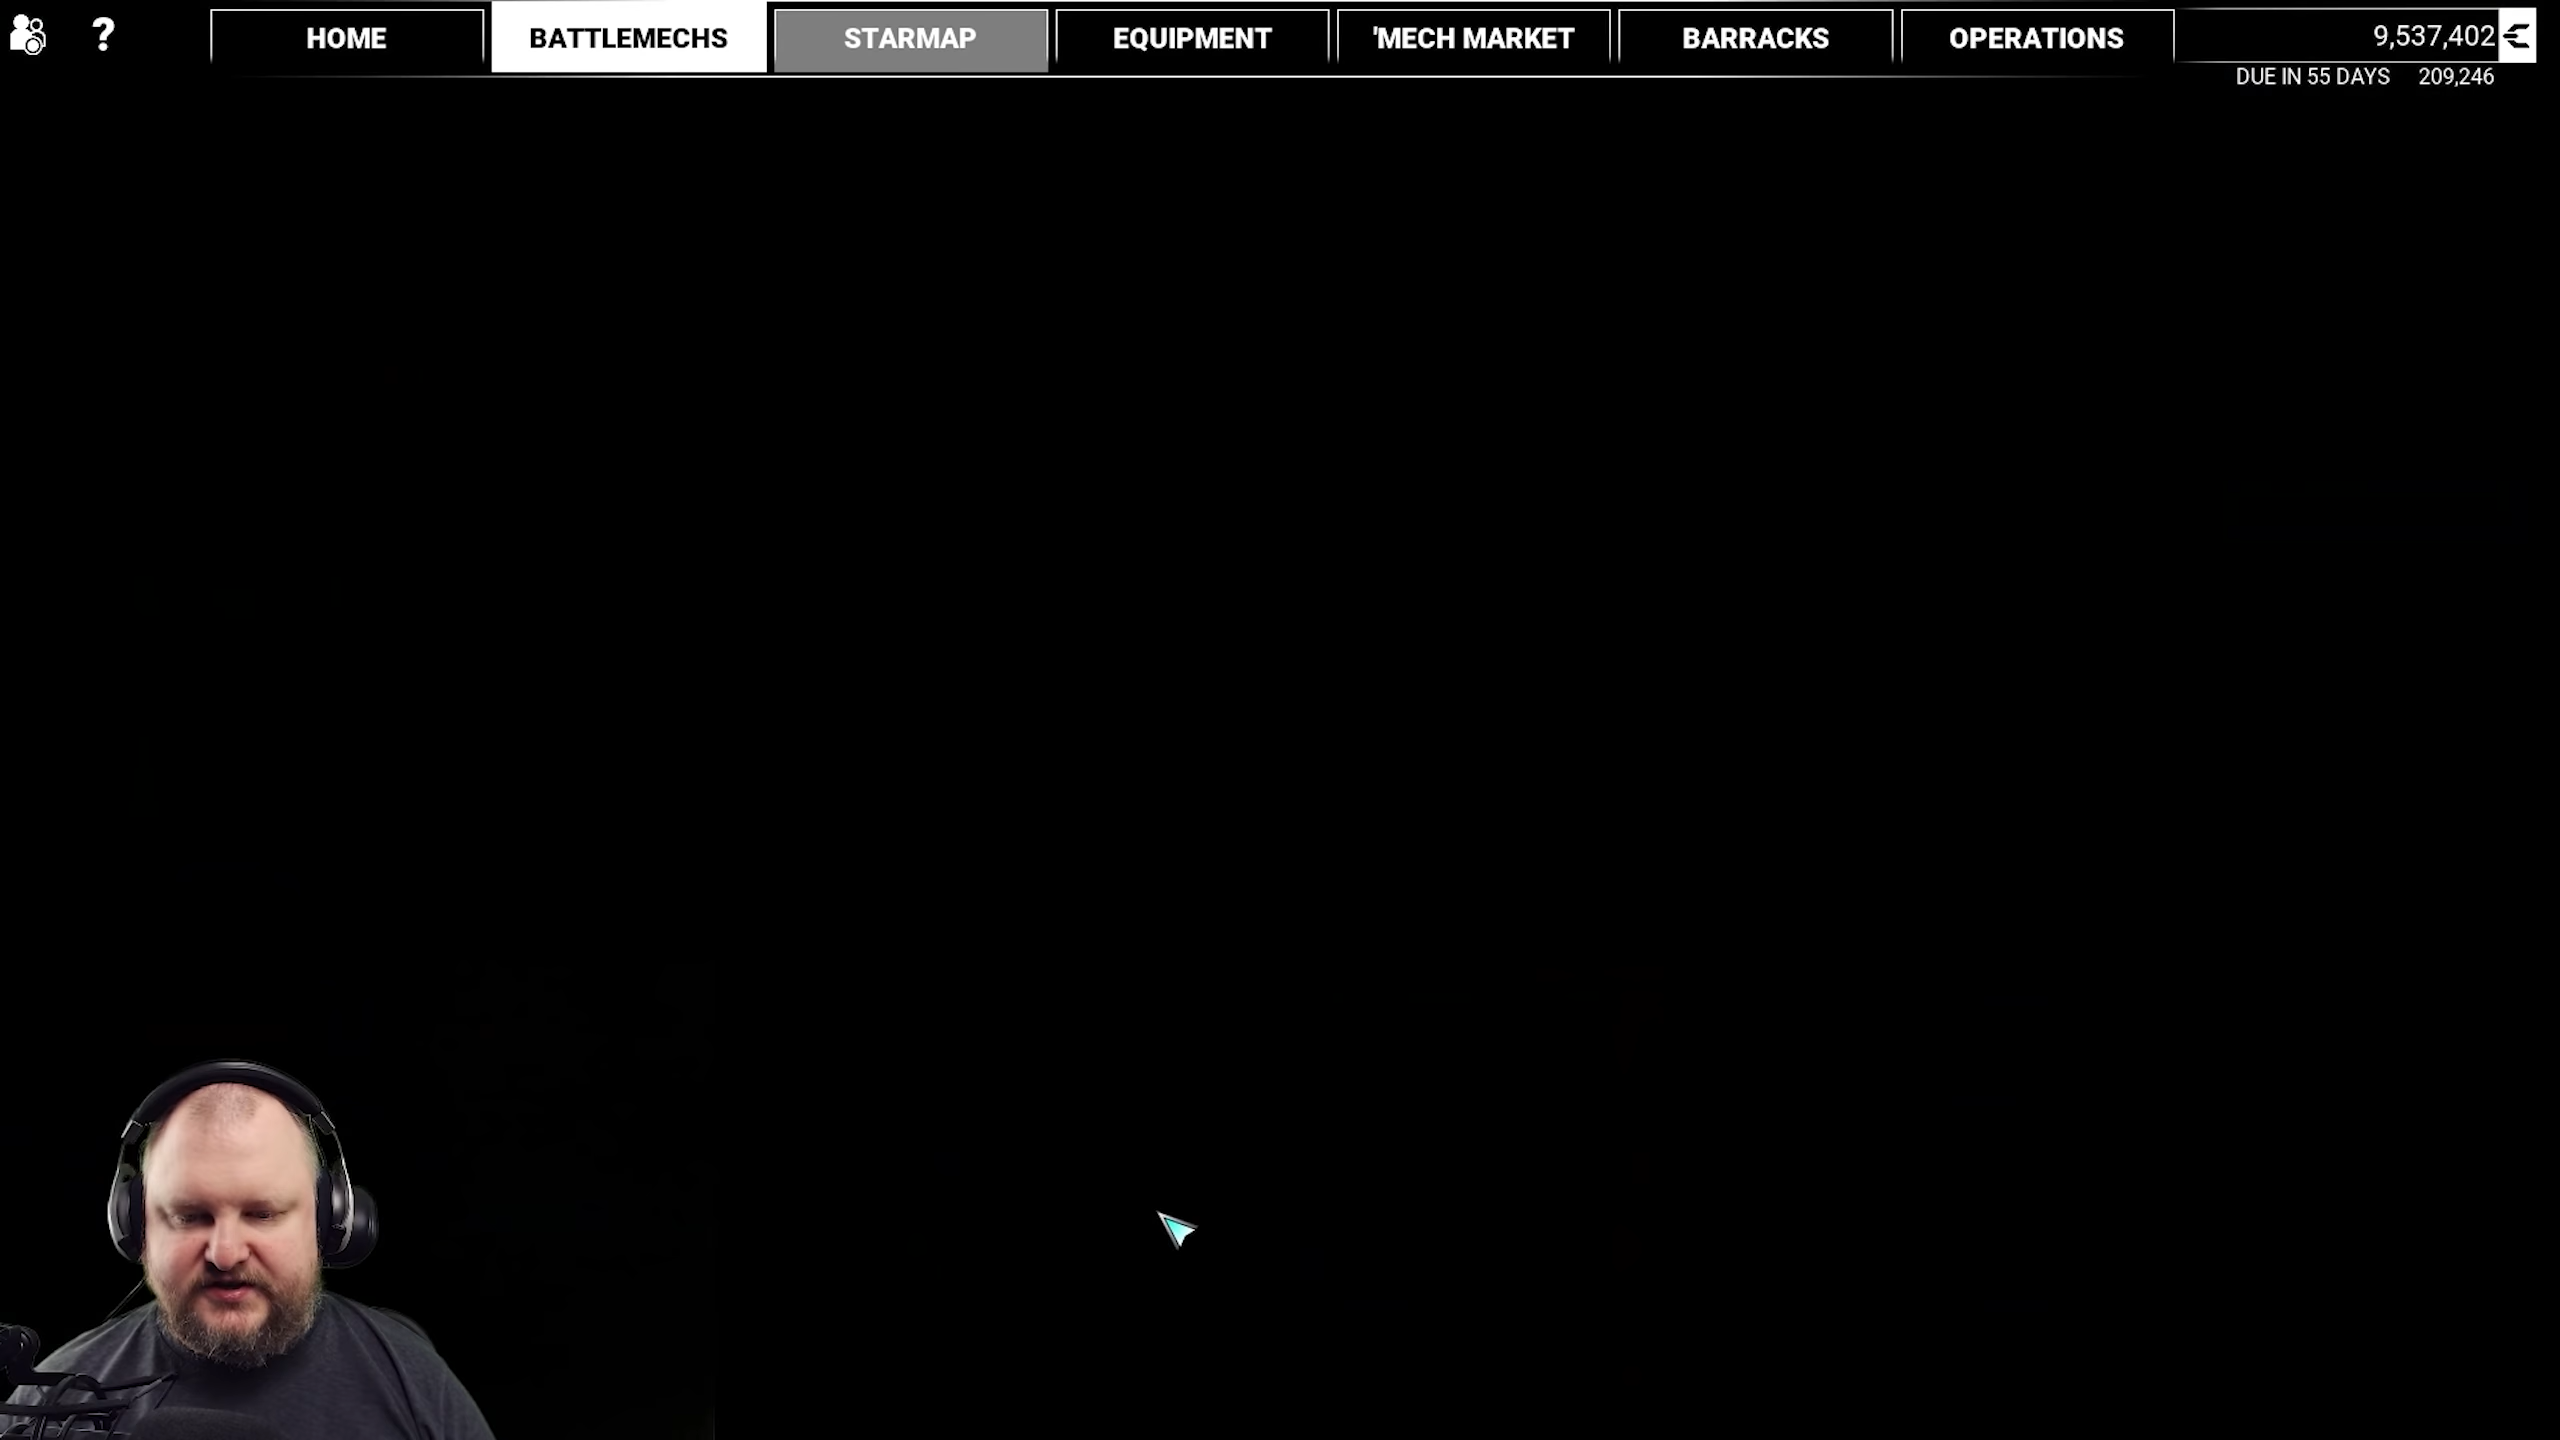 ?
HOME
BATTLEMECHS
STARMAP
EQUIPMENT
'MECH MARKET
BARRACKS
OPERATIONS
9,537,402
DUE IN 55 DAYS 209,246